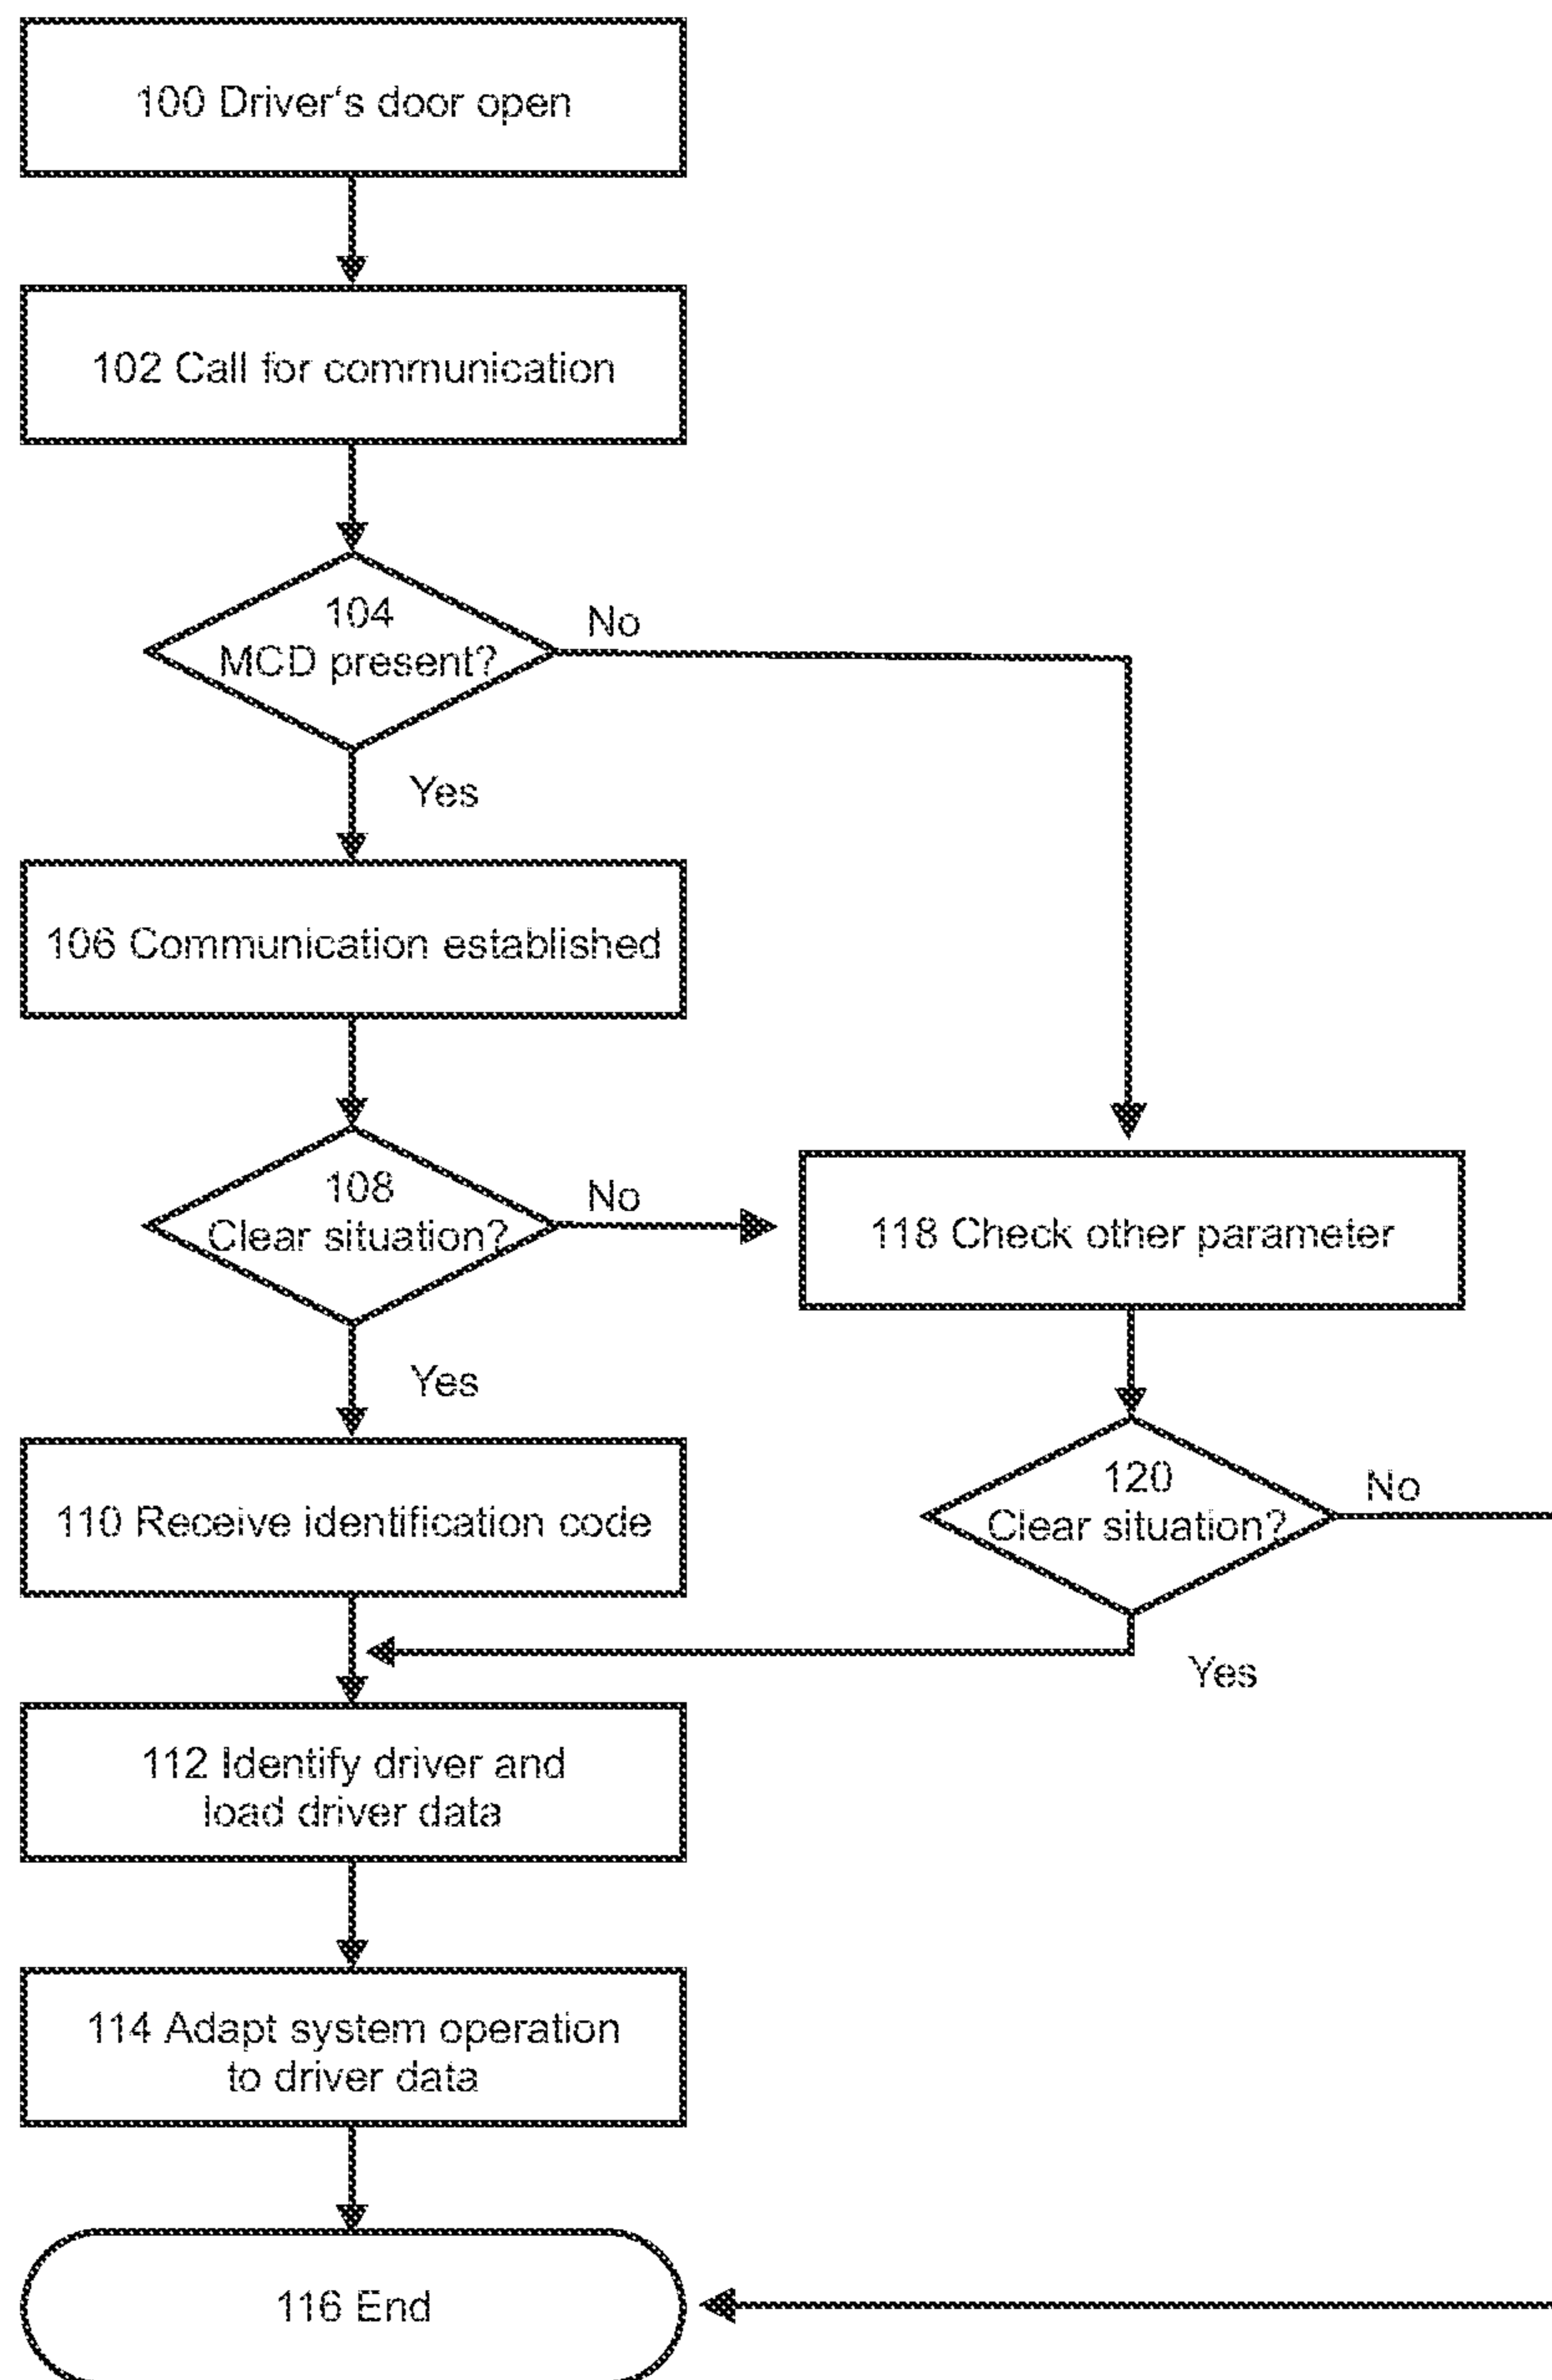 100 Driver‘s door open
102 Call for communication
104
MCD present?
No
Yes
106 Communication established
108
Clear situation?
No
118 Check other parameter
Yes
110 Receive identification code
120
Clear situation?
No
Yes
112 Identify driver and
load driver data
114 Adapt system operation
to driver data
116 End